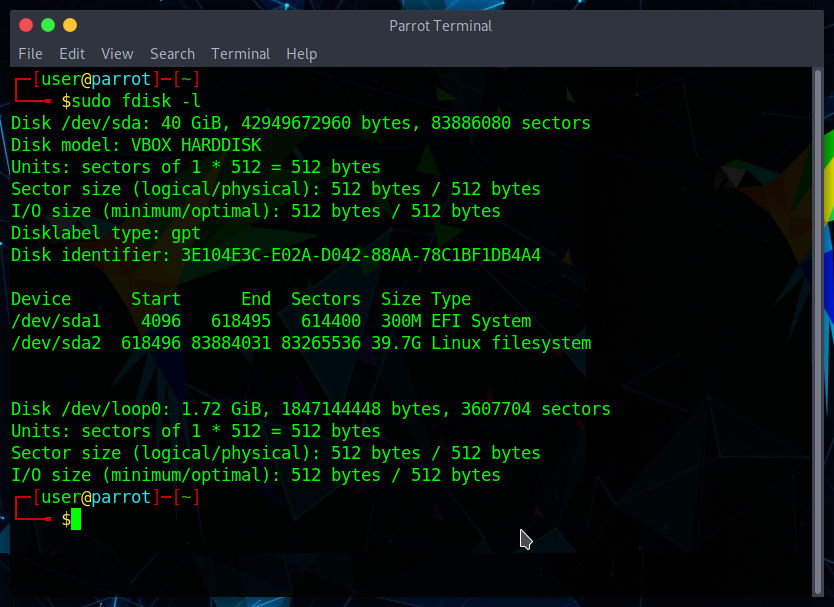 Parrot Terminal
File Edit View Search Terminal Help
┌─[user@parrot]─[~]
└──╼ $sudo fdisk -l
Disk /dev/sda: 40 GiB, 42949672960 bytes, 83886080 sectors
Disk model: VBOX HARDDISK
Units: sectors of 1 * 512 = 512 bytes
Sector size (logical/physical): 512 bytes / 512 bytes
I/O size (minimum/optimal): 512 bytes / 512 bytes
Disklabel type: gpt
Disk identifier: 3E104E3C-E02A-D042-88AA-78C1BF1DB4A4

Device      Start      End  Sectors  Size Type
/dev/sda1    4096   618495   614400  300M EFI System
/dev/sda2  618496 83884031 83265536 39.7G Linux filesystem

Disk /dev/loop0: 1.72 GiB, 1847144448 bytes, 3607704 sectors
Units: sectors of 1 * 512 = 512 bytes
Sector size (logical/physical): 512 bytes / 512 bytes
I/O size (minimum/optimal): 512 bytes / 512 bytes
┌─[user@parrot]─[~]
└──╼ $